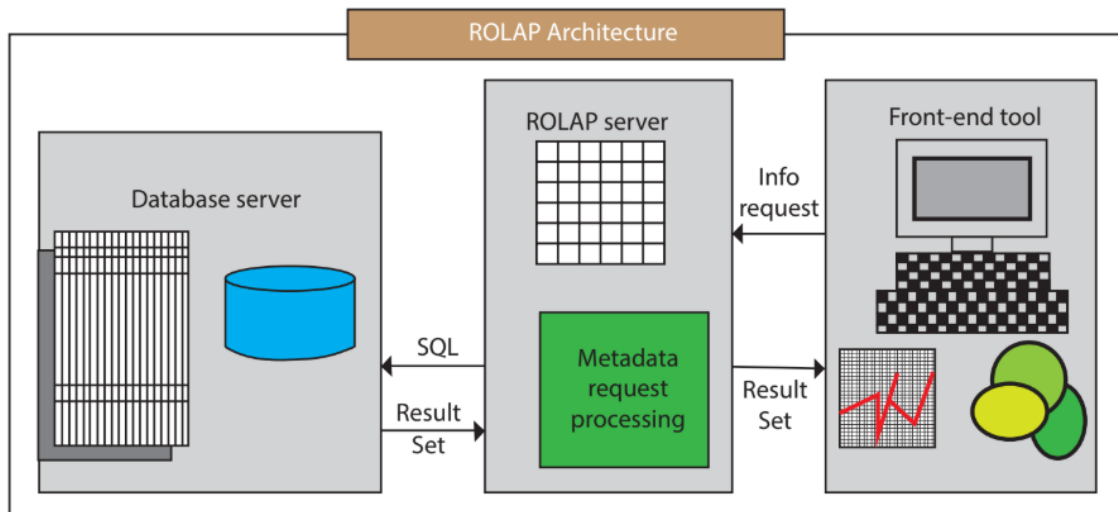 ROLAP Architecture
Database server
SQL
Result
Set
ROLAP server
Metadata
request
processing
Info
request
Result
Set
Front-end tool